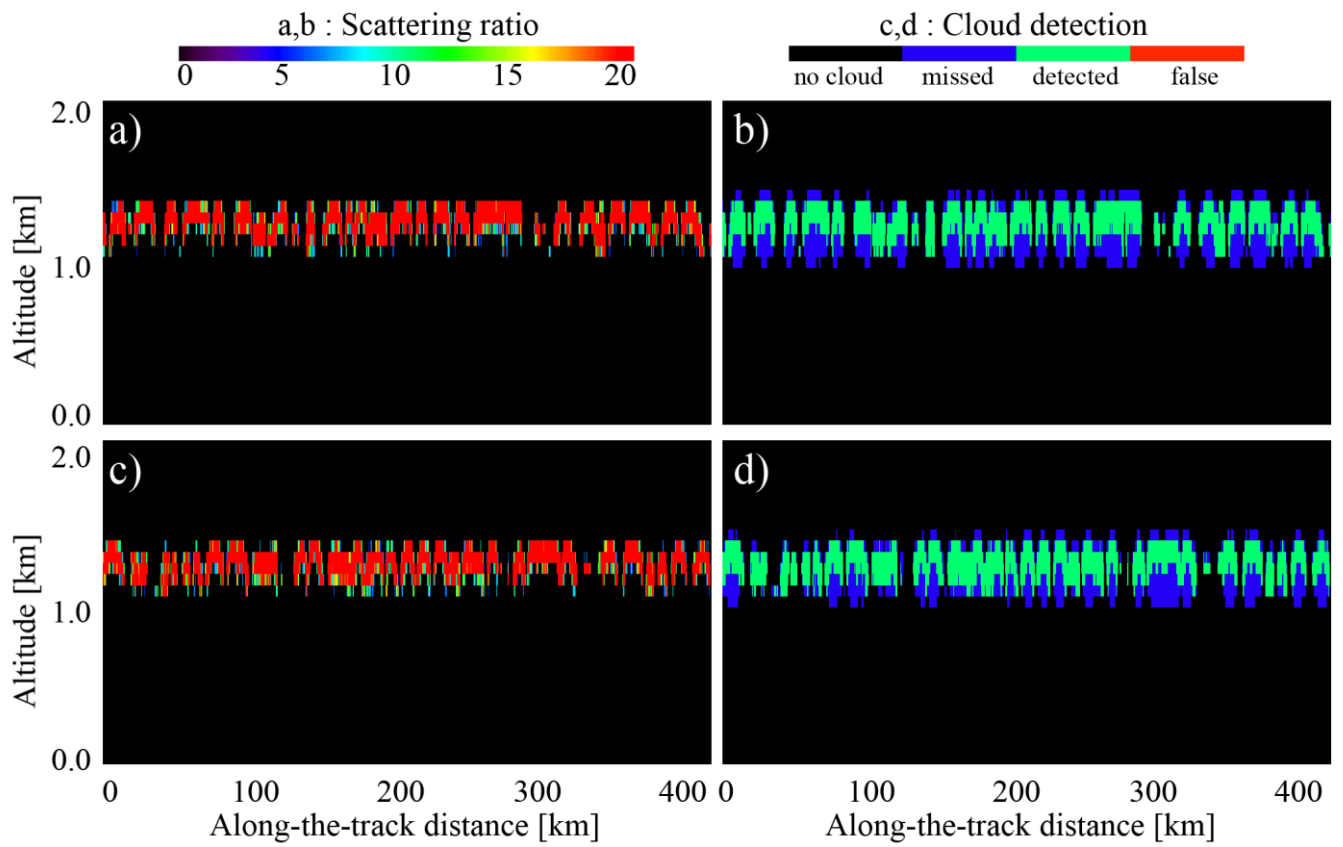 a,b : Scattering ratio
c,d : Cloud detection
0 5 10 15 20
no cloud missed detected false
2.0
a)
b)
1.0
Altitude [km]
0.0
2.0
c)
d)
1.0
Altitude [km]
0.0
0 100 200 300 400
0 100 200 300 400
Along-the-track distance [km]
Along-the-track distance [km]